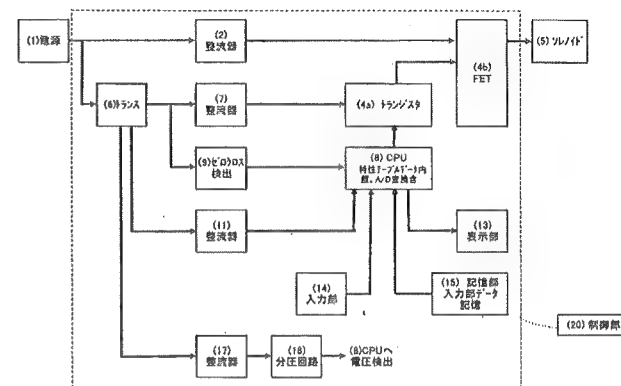 (1)電源
(2)
整流器
(4b)
FET
(5) ソレノイド
(6)トランス
(7)
整流器
(4a) トランジスタ
(9)ゼロクロス
検出
(8) CPU
特性テーブルデータ内
蔵、A/D変換含
(11)
整流器
(13)
表示部
(14)
入力部
(15) 記憶部
入力部データ
記憶
(20) 制御部
(17)
整流器
(18)
分圧回路
(8)CPUへ
電圧検出